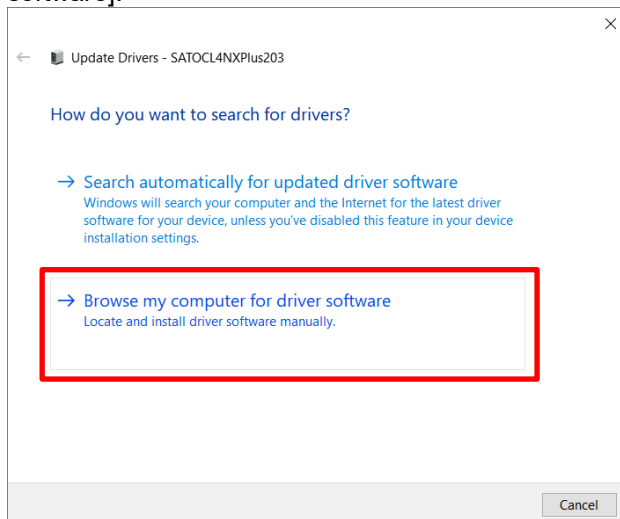 software].
Update Drivers - SATOCL4NXPlus203
How do you want to search for drivers?
Search automatically for updated driver software
Windows will search your computer and the Internet for the latest driver
software for your device, unless you've disabled this feature in your device
installation settings.
Browse my computer for driver software
Locate and install driver software manually.
Cancel